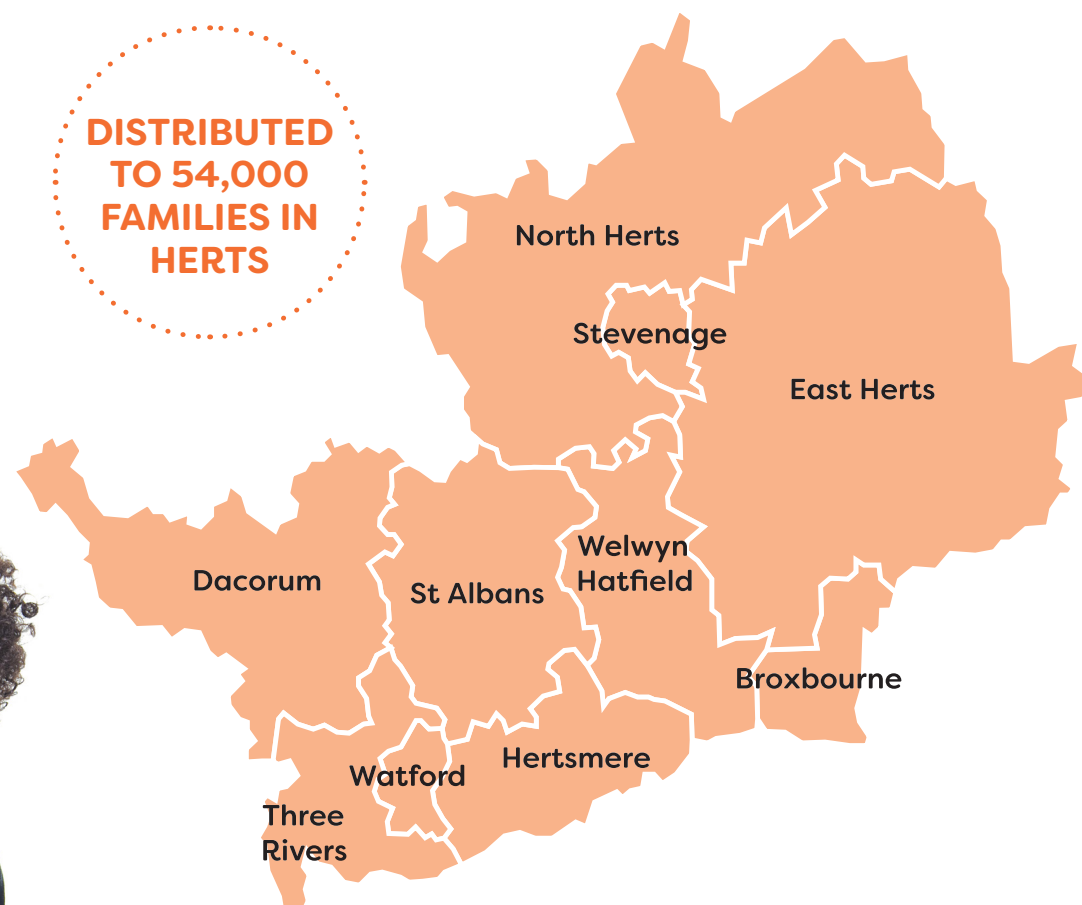 DISTRIBUTED
TO 54,000
FAMILIES IN
HERTS
North Herts
Stevenage
East Herts
Welwyn
Hatfield
Dacorum
St Albans
Broxbourne
Hertsmere
Watford
Three
Rivers